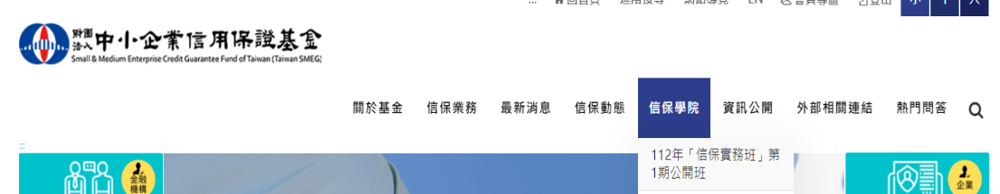 ... 回首頁 進階搜尋 網站導覽 EN 會員專區 登出 小 中 大
財團法人 中小企業信用保證基金
Small & Medium Enterprise Credit Guarantee Fund of Taiwan (Taiwan SMEG)
關於基金 信保業務 最新消息 信保動態 信保學院 資訊公開 外部相關連結 熱門問答
:::
112年「信保實務班」第
1期公開班
金融
機構
企業